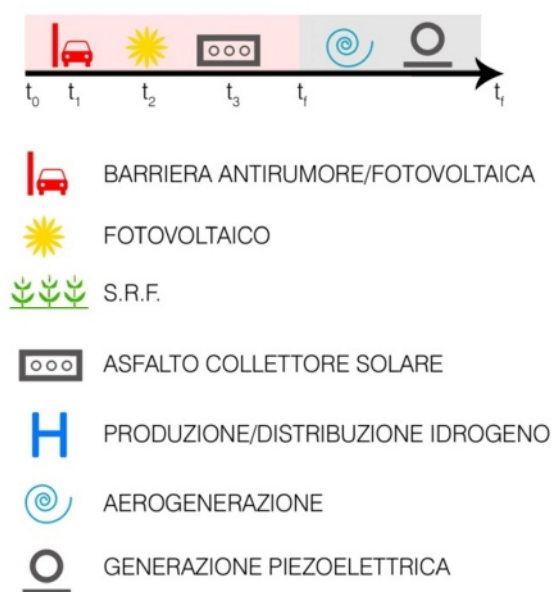 t0 t1 t2 t3 tf tf
BARRIERA ANTIRUMORE/FOTOVOLTAICA
FOTOVOLTAICO
S.R.F.
ASFALTO COLLETTORE SOLARE
H PRODUZIONE/DISTRIBUZIONE IDROGENO
AEROGENERAZIONE
GENERAZIONE PIEZOELETTRICA